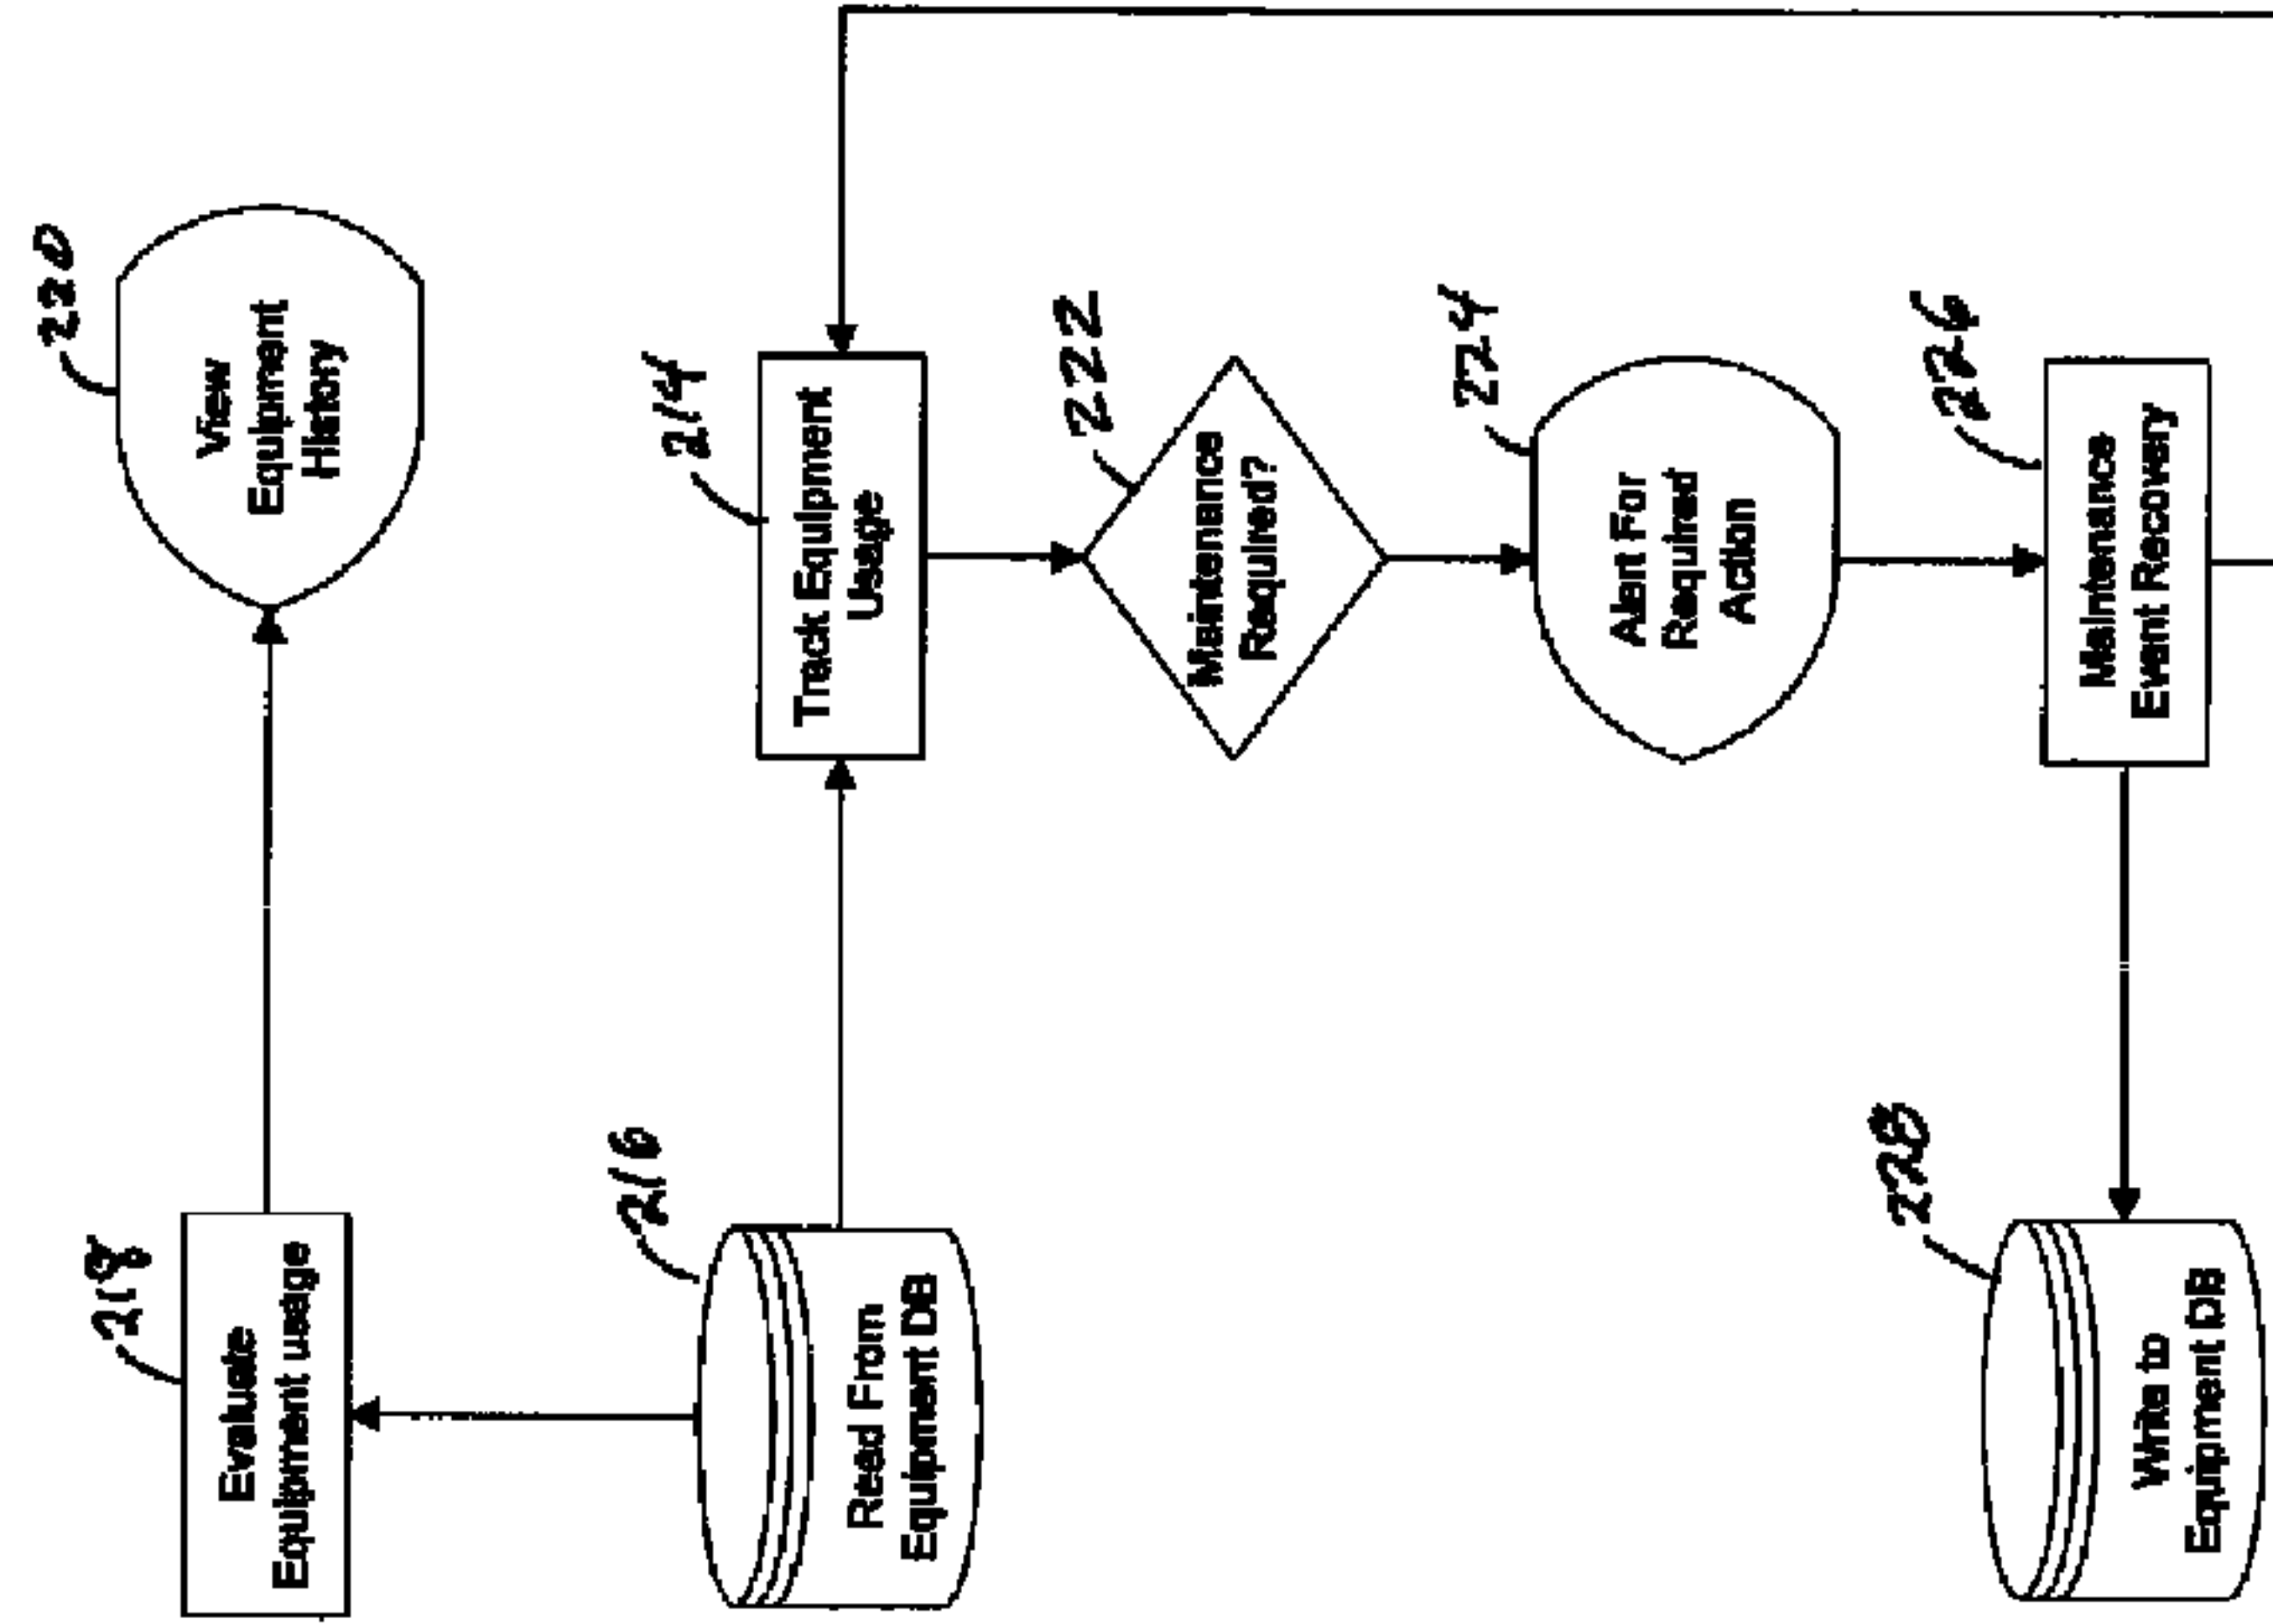 218
220
Evaluate
Equipment usage
View
Equipment
History
216
214
Read From
Equipment DB
Track Equipment
Usage
222
Maintenance
Required?
224
Alert For
Required
Action
228
226
Write to
Equipment DB
Maintenance
Event Recovery